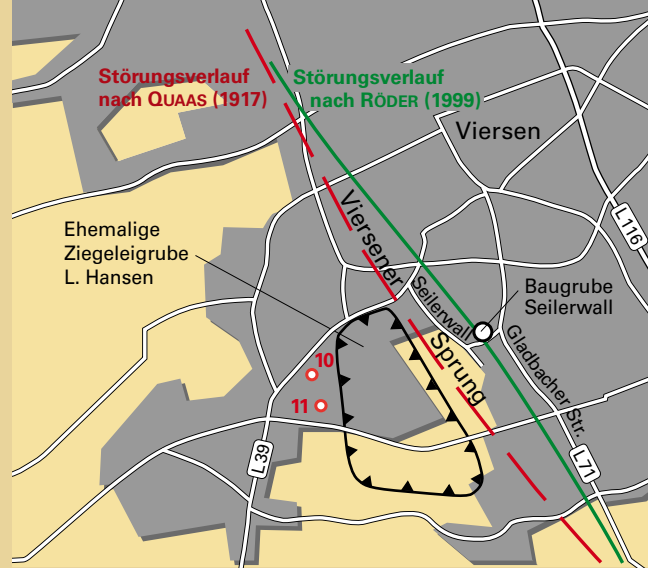 Störungsverlauf
nach QUAAS (1917)
Störungsverlauf
nach RÖDER (1999)
Viersen
L116
Ehemalige
Ziegeleigrube
L. Hansen
Viersener
Sprung
Seilerwall
Baugrube
Seilerwall
Gladbacher Str.
10
11
L39
L71